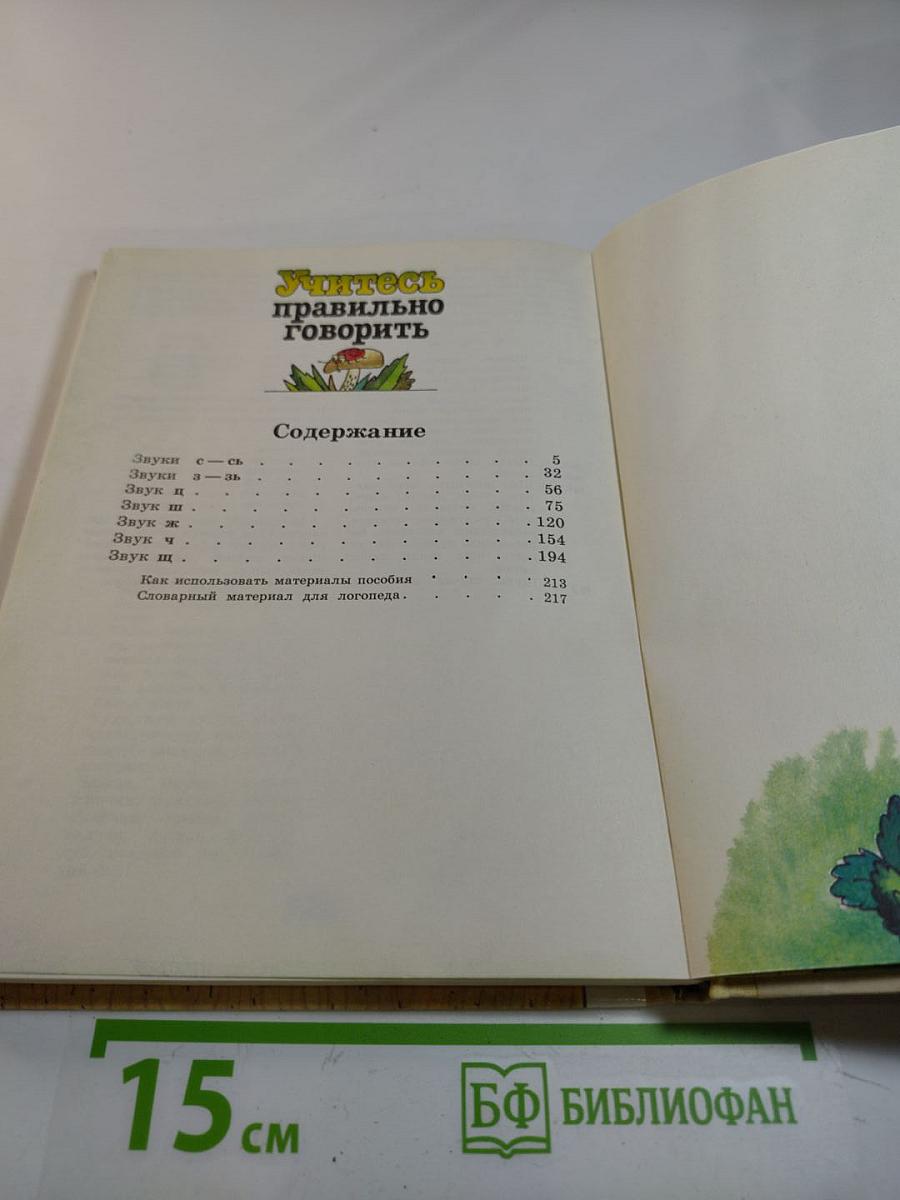 Учитесь
правильно
говорить
Содержание
Звуки с — сь . . . . . . . . . . 5
Звуки з — зь . . . . . . . . . . 32
Звук ц . . . . . . . . . . . . 56
Звук ш . . . . . . . . . . . . 75
Звук ж . . . . . . . . . . . . 120
Звук ч . . . . . . . . . . . . 154
Звук щ . . . . . . . . . . . . 194
Как использовать материалы пособия . . . . 213
Словарный материал для логопеда . . . . . 217
15 см
БФ БИБЛИОФАН